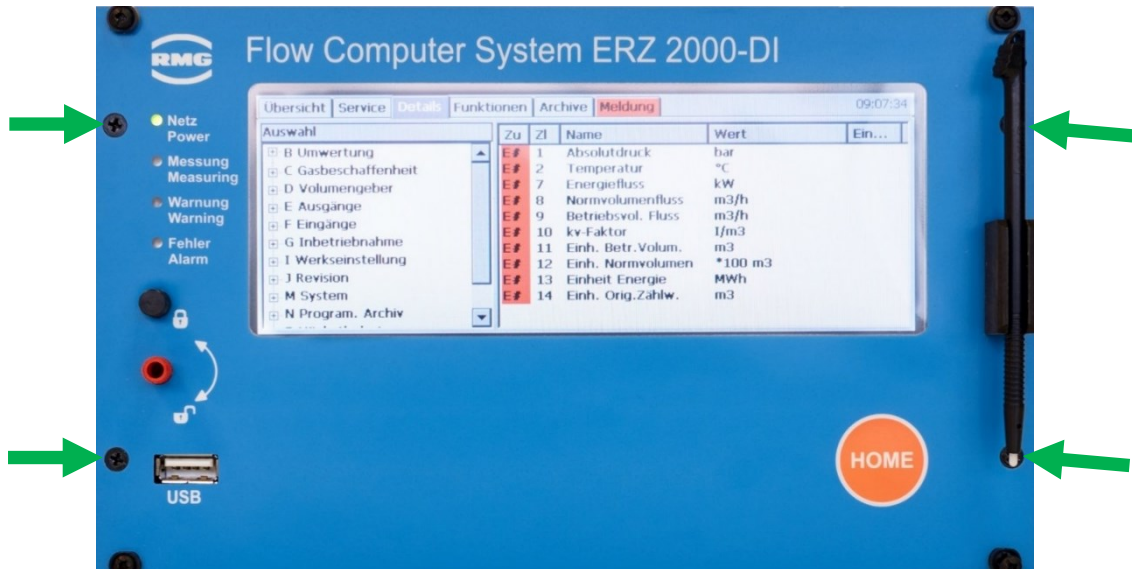 RMG
Flow Computer System ERZ 2000-DI
Netz
Power
Messung
Measuring
Warnung
Warning
Fehler
Alarm
USB
Übersicht Service Details Funktionen Archive Meldung 09:07:34
Auswahl
B Umwertung
C Gasbeschaffenheit
D Volumengeber
E Ausgänge
F Eingänge
G Inbetriebnahme
I Werkseinstellung
J Revision
M System
N Program. Archiv
Zu Zl Name Wert Ein...
E# 1 Absolutdruck bar
E# 2 Temperatur °C
E# 7 Energiefluss kW
E# 8 Normvolumenfluss m3/h
E# 9 Betriebsvol. Fluss m3/h
E# 10 kv-Faktor I/m3
E# 11 Einh. Betr.Volum. m3
E# 12 Einh. Normvolumen *100 m3
E# 13 Einheit Energie MWh
E# 14 Einh. Orig.Zählw. m3
HOME